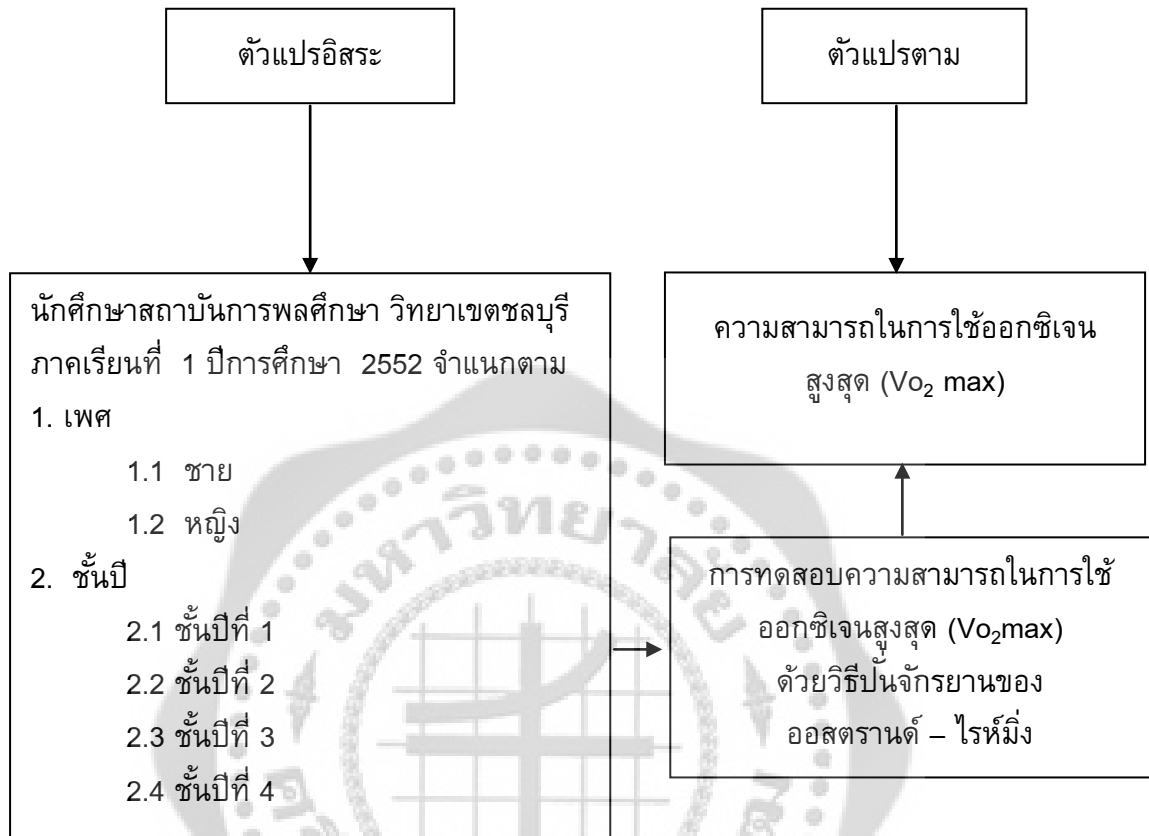 ตัวแปรอิสระ
ตัวแปรตาม
นักศึกษาสถาบันการพลศึกษา วิทยาเขตชลบุรี
ภาคเรียนที่ 1 ปีการศึกษา 2552 จำแนกตาม
1. เพศ
1.1 ชาย
1.2 หญิง
2. ชั้นปี
2.1 ชั้นปีที่ 1
2.2 ชั้นปีที่ 2
2.3 ชั้นปีที่ 3
2.4 ชั้นปีที่ 4
ความสามารถในการใช้ออกซิเจน
สูงสุด (Vo₂ max)
การทดสอบความสามารถในการใช้
ออกซิเจนสูงสุด (Vo₂max)
ด้วยวิธีปั่นจักรยานของ
ออสตรานด์ – ไรห์มิ่ง
มหาวิทยาลัย